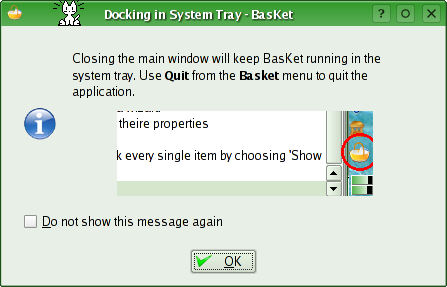 Docking in System Tray - BasKet
Closing the main window will keep BasKet running in the
system tray. Use Quit from the Basket menu to quit the
application.
theire properties
k every single item by choosing 'Show
Do not show this message again
OK